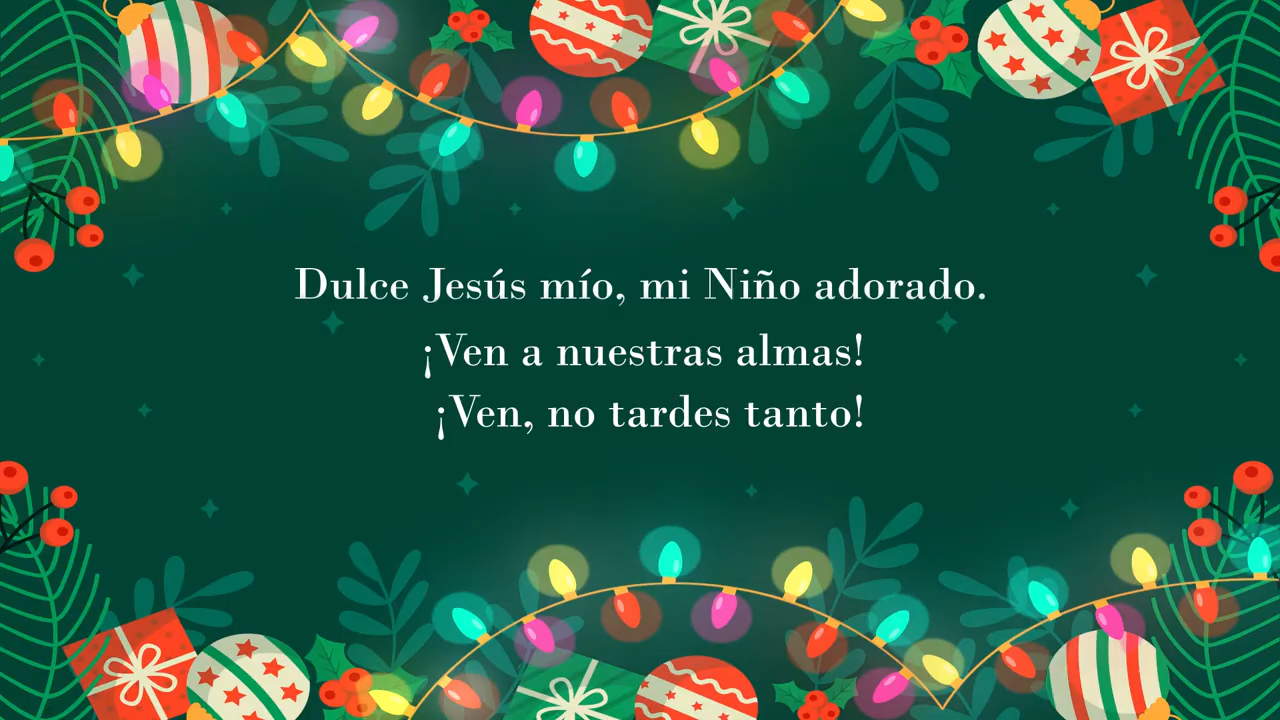 Dulce Jesús mío, mi Niño adorado.
¡Ven a nuestras almas!
¡Ven, no tardes tanto!